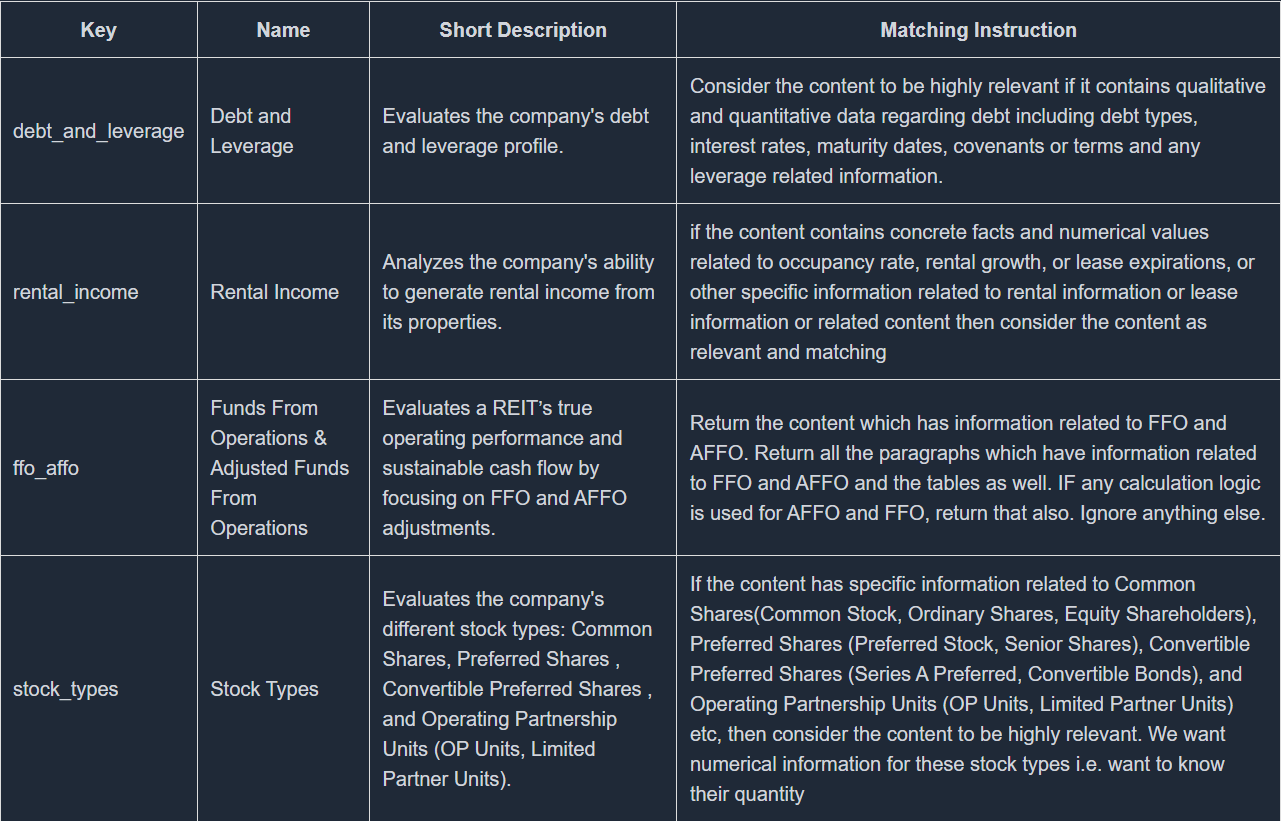 Key
Name
Short Description
Matching Instruction
debt_and_leverage
Debt and
Leverage
Evaluates the company's debt
and leverage profile.
Consider the content to be highly relevant if it contains qualitative
and quantitative data regarding debt including debt types,
interest rates, maturity dates, covenants or terms and any
leverage related information.
rental_income
Rental Income
Analyzes the company's ability
to generate rental income from
its properties.
if the content contains concrete facts and numerical values
related to occupancy rate, rental growth, or lease expirations, or
other specific information related to rental information or lease
information or related content then consider the content as
relevant and matching
ffo_affo
Funds From
Operations &
Adjusted Funds
From
Operations
Evaluates a REIT’s true
operating performance and
sustainable cash flow by
focusing on FFO and AFFO
adjustments.
Return the content which has information related to FFO and
AFFO. Return all the paragraphs which have information related
to FFO and AFFO and the tables as well. IF any calculation logic
is used for AFFO and FFO, return that also. Ignore anything else.
stock_types
Stock Types
Evaluates the company's
different stock types: Common
Shares, Preferred Shares ,
Convertible Preferred Shares ,
and Operating Partnership
Units (OP Units, Limited
Partner Units).
If the content has specific information related to Common
Shares(Common Stock, Ordinary Shares, Equity Shareholders),
Preferred Shares (Preferred Stock, Senior Shares), Convertible
Preferred Shares (Series A Preferred, Convertible Bonds), and
Operating Partnership Units (OP Units, Limited Partner Units)
etc, then consider the content to be highly relevant. We want
numerical information for these stock types i.e. want to know
their quantity